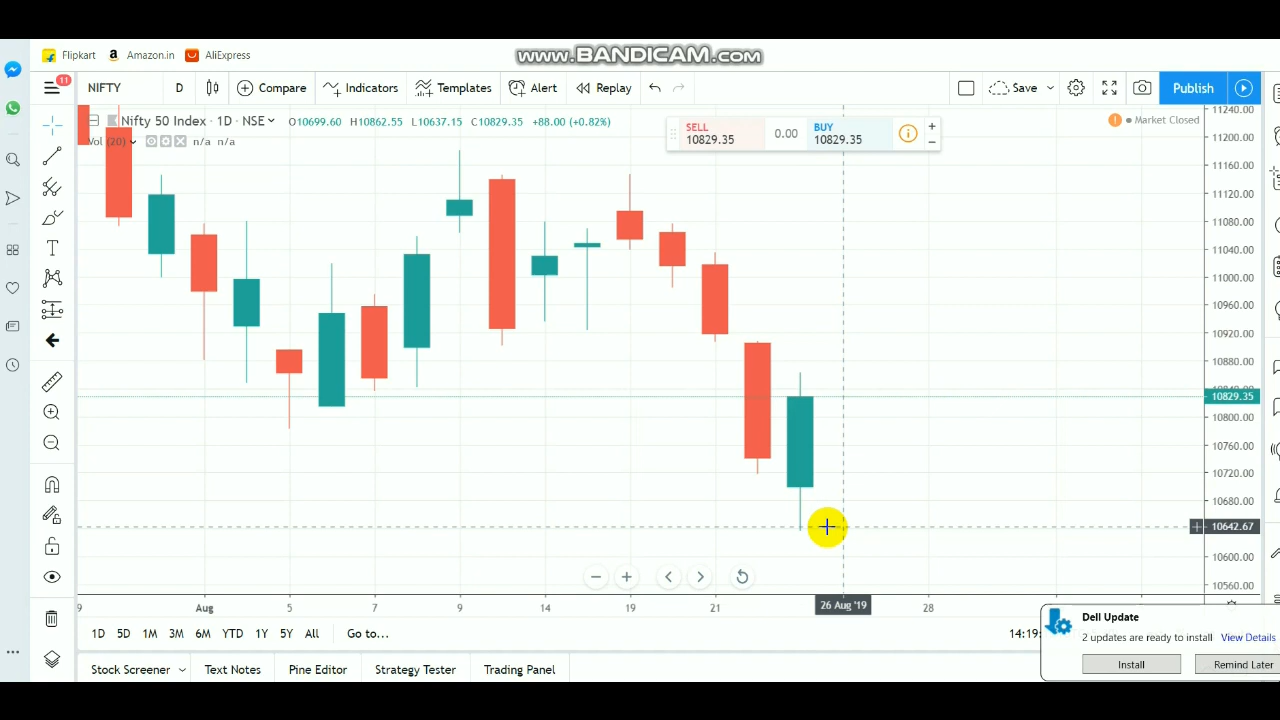 Flipkart Amazon.in AliExpress
www.BANDICAM.com
11
NIFTY D Compare Indicators Templates Alert Replay Save Publish
Nifty 50 Index · 1D · NSE O10699.60 H10862.55 L10637.15 C10829.35 +88.00 (+0.82%)
Vol (20) n/a n/a
SELL 10829.35 0.00 BUY 10829.35
Market Closed
11240.00
11200.00
11160.00
11120.00
11080.00
11040.00
11000.00
10960.00
10920.00
10880.00
10840.00
10829.35
10800.00
10760.00
10720.00
10680.00
10642.67
10600.00
10560.00
9 Aug 5 7 9 14 19 21 26 Aug '19 28
1D 5D 1M 3M 6M YTD 1Y 5Y All Go to...
14:19:
Stock Screener Text Notes Pine Editor Strategy Tester Trading Panel
Dell Update
2 updates are ready to install View Details
Install Remind Later